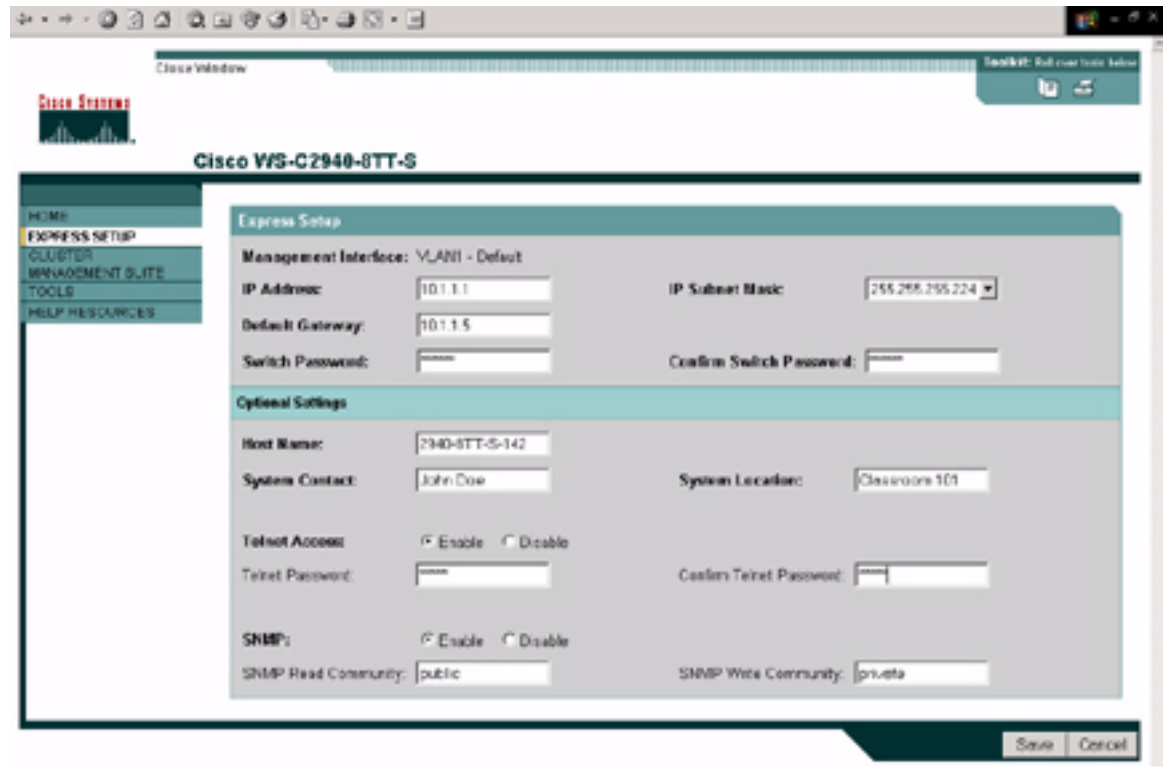 Close Window
Toolkit: Roll over tools below
Cisco Systems
Cisco WS-C2940-8TT-S
HOME
EXPRESS SETUP
CLUSTER
MANAGEMENT SUITE
TOOLS
HELP RESOURCES
Express Setup
Management Interface: VLAN1 - Default
IP Address: 10.1.1.1 IP Subnet Mask: 255.255.255.224
Default Gateway: 10.1.1.5
Switch Password: Confirm Switch Password:
Optional Settings
Host Name: 2940-8TT-S-142
System Contact: John Doe System Location: Classroom 101
Telnet Access: Enable Disable
Telnet Password: Confirm Telnet Password:
SNMP: Enable Disable
SNMP Read Community: public SNMP Write Community: private
Save Cancel